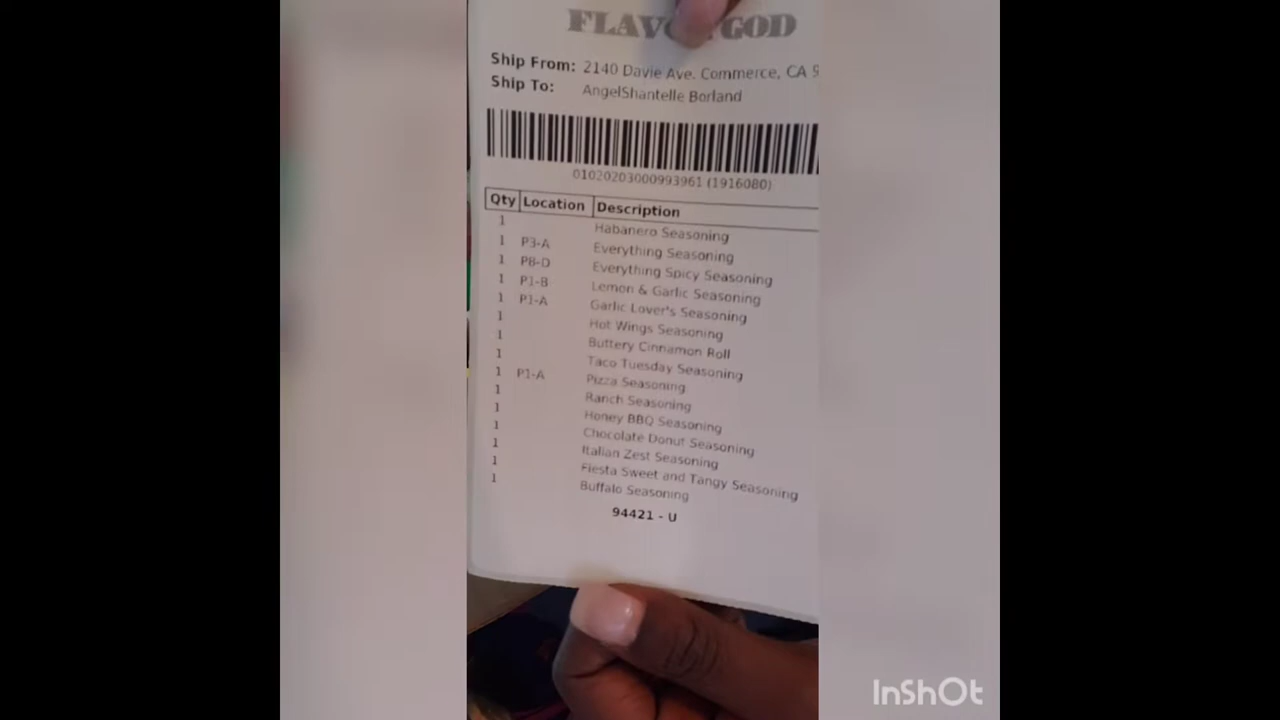 FLAVORGOD
Ship From: 2140 Davie Ave. Commerce, CA 9
Ship To: AngelShantelle Borland
01020203000993961 (1916080)
Qty Location Description
1 Habanero Seasoning
1 P3-A Everything Seasoning
1 P8-D Everything Spicy Seasoning
1 P1-B Lemon & Garlic Seasoning
1 P1-A Garlic Lover's Seasoning
1 Hot Wings Seasoning
1 Buttery Cinnamon Roll
1 Taco Tuesday Seasoning
1 P1-A Pizza Seasoning
1 Ranch Seasoning
1 Honey BBQ Seasoning
1 Chocolate Donut Seasoning
1 Italian Zest Seasoning
1 Fiesta Sweet and Tangy Seasoning
1 Buffalo Seasoning
94421 - U
InShOt